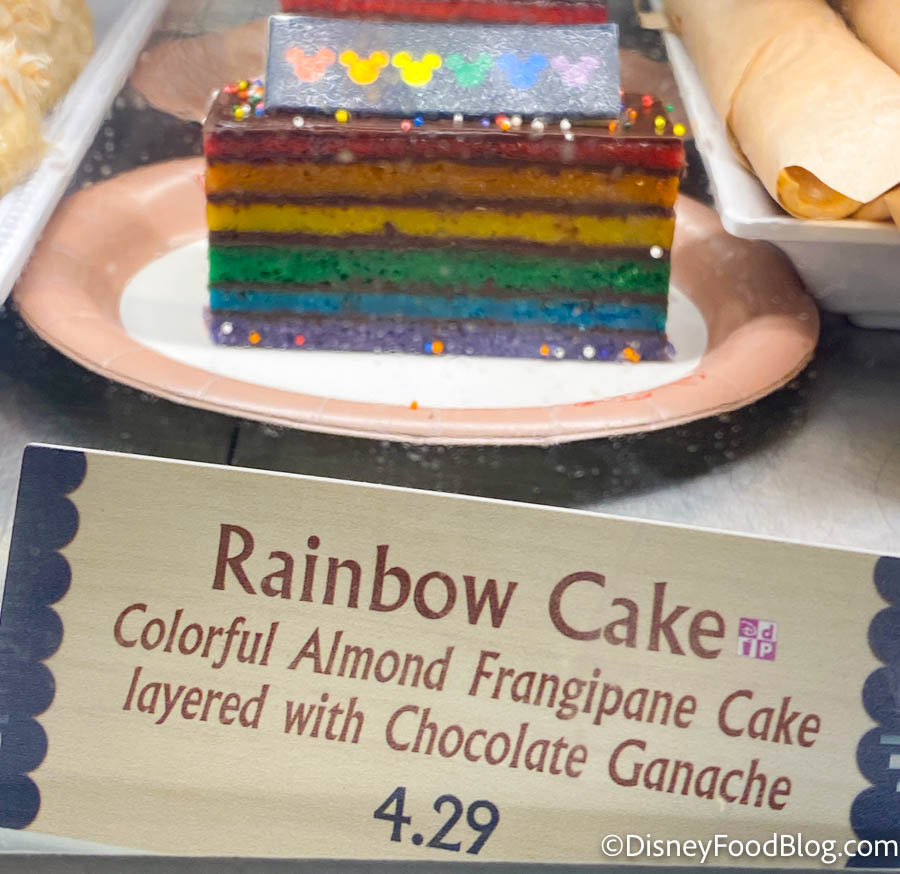 Rainbow Cake
Colorful Almond Frangipane Cake
layered with Chocolate Ganache
4.29
©DisneyFoodBlog.com